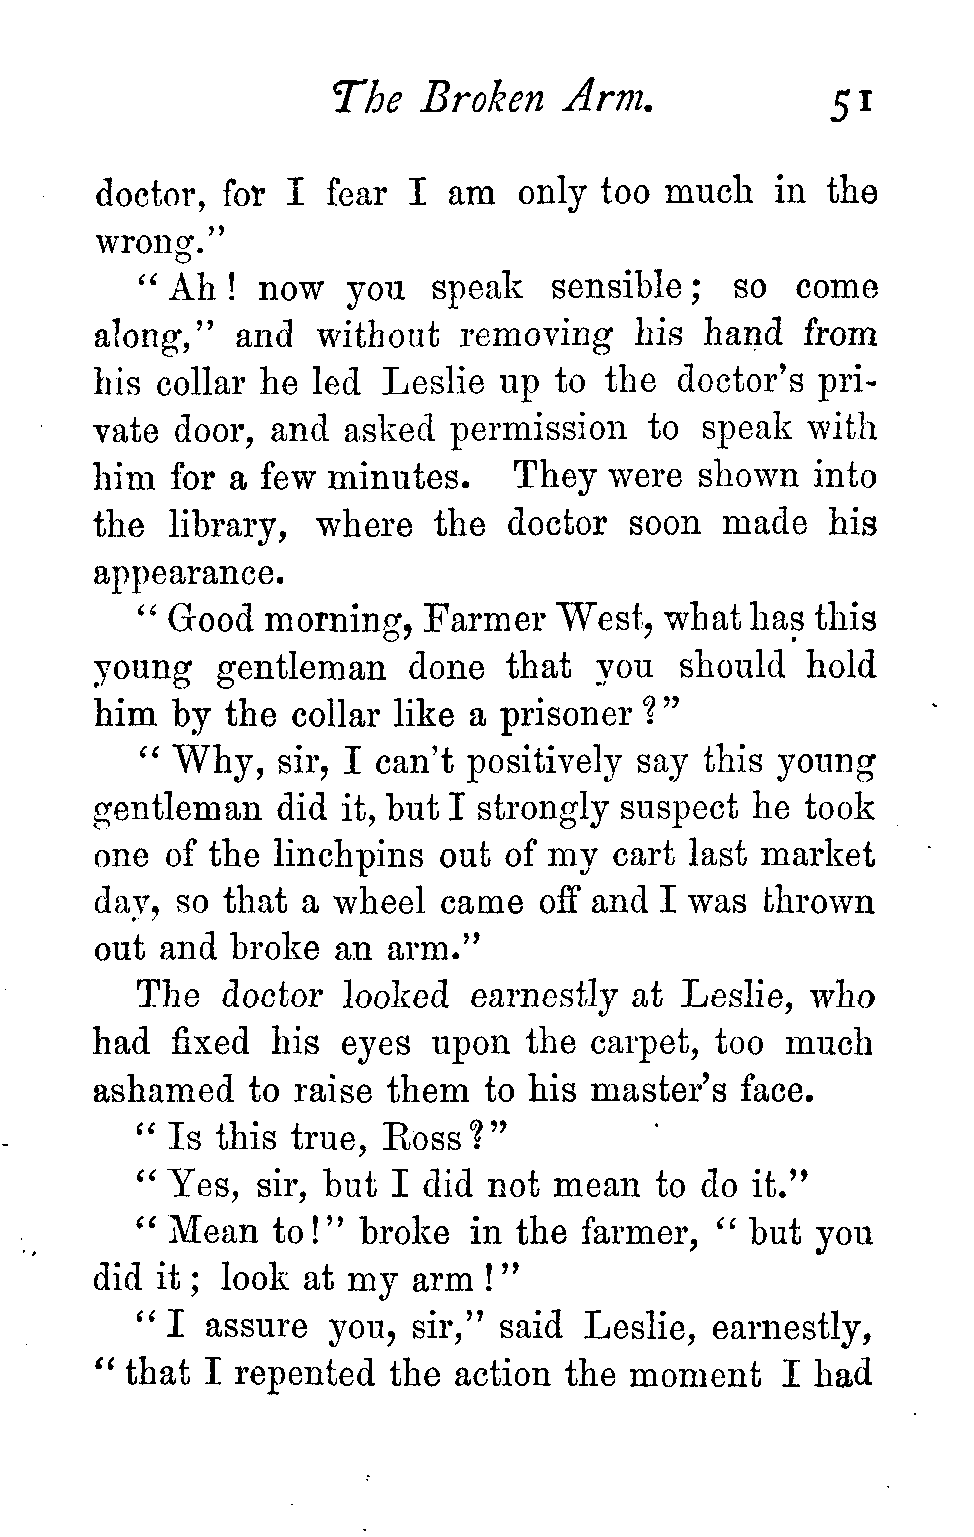 The Broken Arm. 51
doctor, for I fear I am only too much in the
wrong."
"Ah! now you speak sensible; so come
along," and without removing his hand from
his collar he led Leslie up to the doctor's pri-
vate door, and asked permission to speak with
him for a few minutes. They were shown into
the library, where the doctor soon made his
appearance.
"Good morning, Farmer West, what has this
young gentleman done that you should hold
him by the collar like a prisoner?"
"Why, sir, I can't positively say this young
gentleman did it, but I strongly suspect he took
one of the linchpins out of my cart last market
day, so that a wheel came off and I was thrown
out and broke an arm."
The doctor looked earnestly at Leslie, who
had fixed his eyes upon the carpet, too much
ashamed to raise them to his master's face.
"Is this true, Ross?"
"Yes, sir, but I did not mean to do it."
"Mean to!" broke in the farmer, "but you
did it; look at my arm!"
"I assure you, sir," said Leslie, earnestly,
"that I repented the action the moment I had